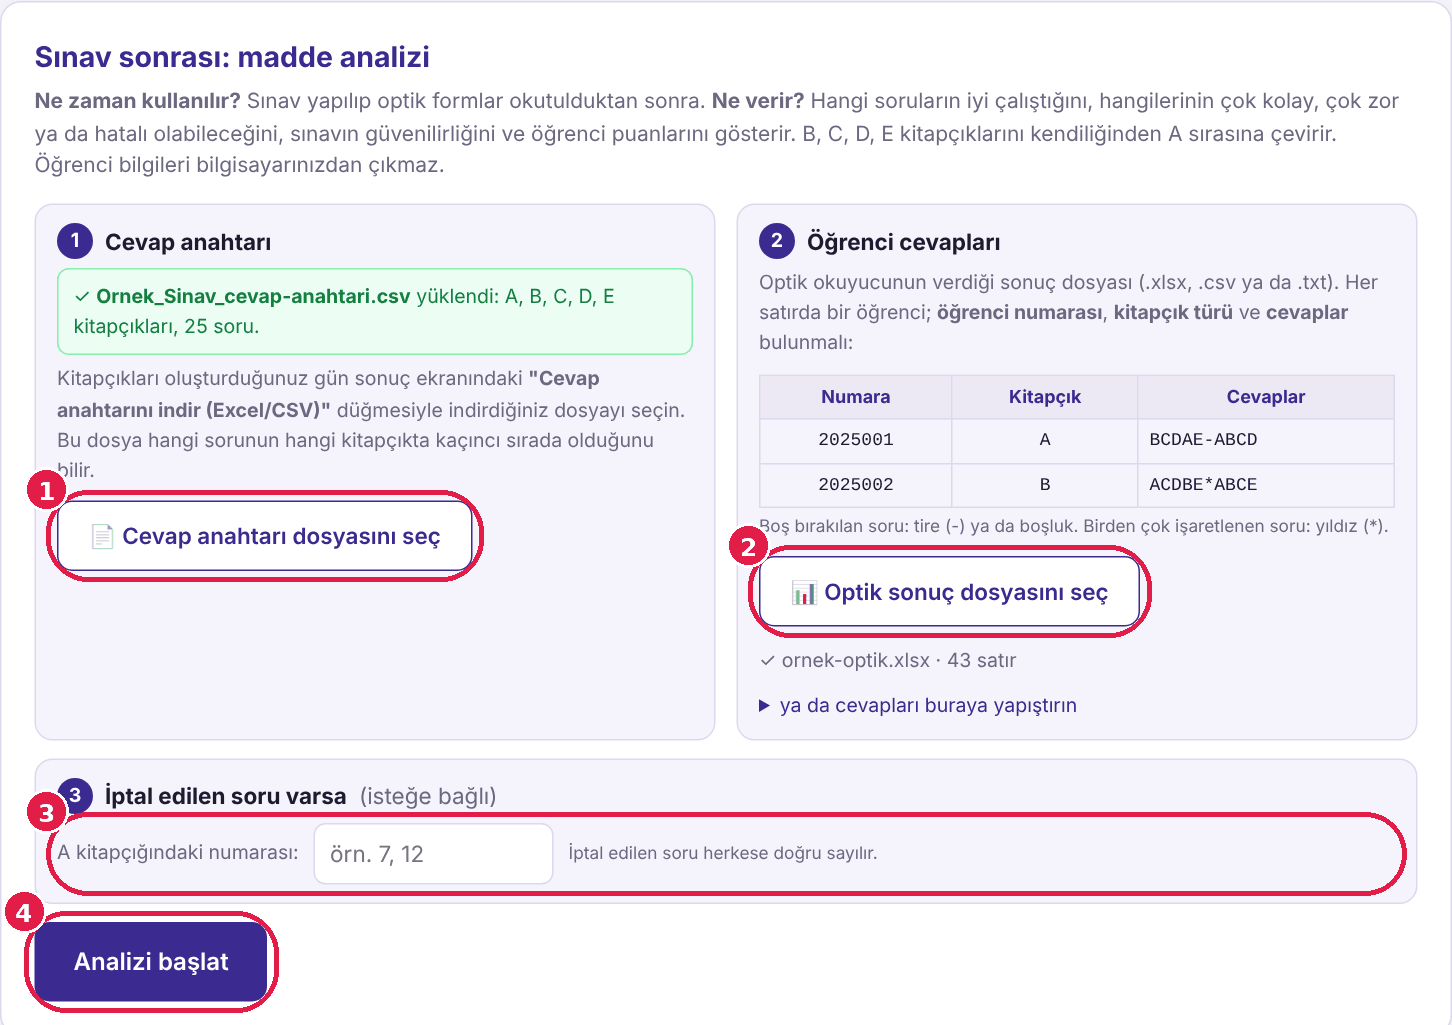 Sınav sonrası: madde analizi
Ne zaman kullanılır? Sınav yapılıp optik formlar okutulduktan sonra. Ne verir? Hangi soruların iyi çalıştığını, hangilerinin çok kolay, çok zor
ya da hatalı olabileceğini, sınavın güvenilirliğini ve öğrenci puanlarını gösterir. B, C, D, E kitapçıklarını kendiliğinden A sırasına çevirir.
Öğrenci bilgileri bilgisayarınızdan çıkmaz.
1 Cevap anahtarı
✓ Ornek_Sinav_cevap-anahtari.csv yüklendi: A, B, C, D, E
kitapçıkları, 25 soru.
Kitapçıkları oluşturduğunuz gün sonuç ekranındaki "Cevap
anahtarını indir (Excel/CSV)" düğmesiyle indirdiğiniz dosyayı seçin.
Bu dosya hangi sorunun hangi kitapçıkta kaçıncı sırada olduğunu
bilir.
1
📄 Cevap anahtarı dosyasını seç
2 Öğrenci cevapları
Optik okuyucunun verdiği sonuç dosyası (.xlsx, .csv ya da .txt). Her
satırda bir öğrenci; öğrenci numarası, kitapçık türü ve cevaplar
bulunmalı:
Numara Kitapçık Cevaplar
2025001 A BCDAE-ABCD
2025002 B ACDBE*ABCE
Boş bırakılan soru: tire (-) ya da boşluk. Birden çok işaretlenen soru: yıldız (*).
2
📊 Optik sonuç dosyasını seç
✓ ornek-optik.xlsx · 43 satır
▶ ya da cevapları buraya yapıştırın
3 İptal edilen soru varsa (isteğe bağlı)
3
A kitapçığındaki numarası: örn. 7, 12 İptal edilen soru herkese doğru sayılır.
4
Analizi başlat